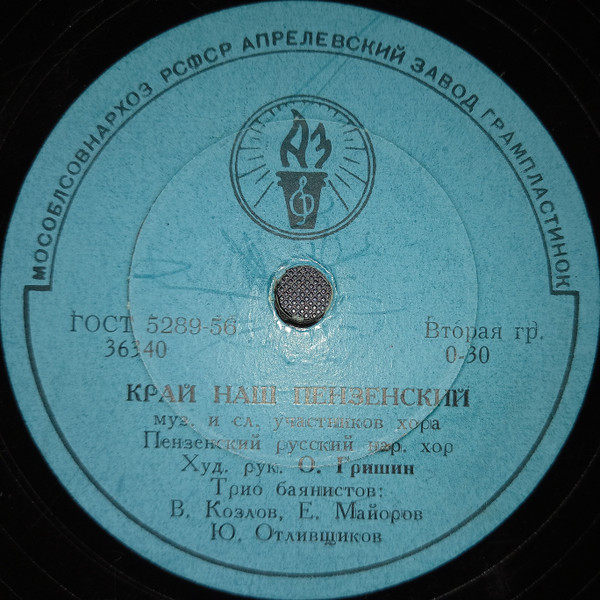 МОСОБЛСОВНАРХОЗ РСФСР АПРЕЛЕВСКИЙ ЗАВОД ГРАМПЛАСТИНОК
АЗ
ГОСТ 5289-56
36340
Вторая гр.
0-30
КРАЙ НАШ ПЕНЗЕНСКИЙ
муз. и сл. участников хора
Пензенский русский нар. хор
Худ. рук. О. Гришин
Трио баянистов:
В. Козлов, Е. Майоров
Ю. Отливщиков